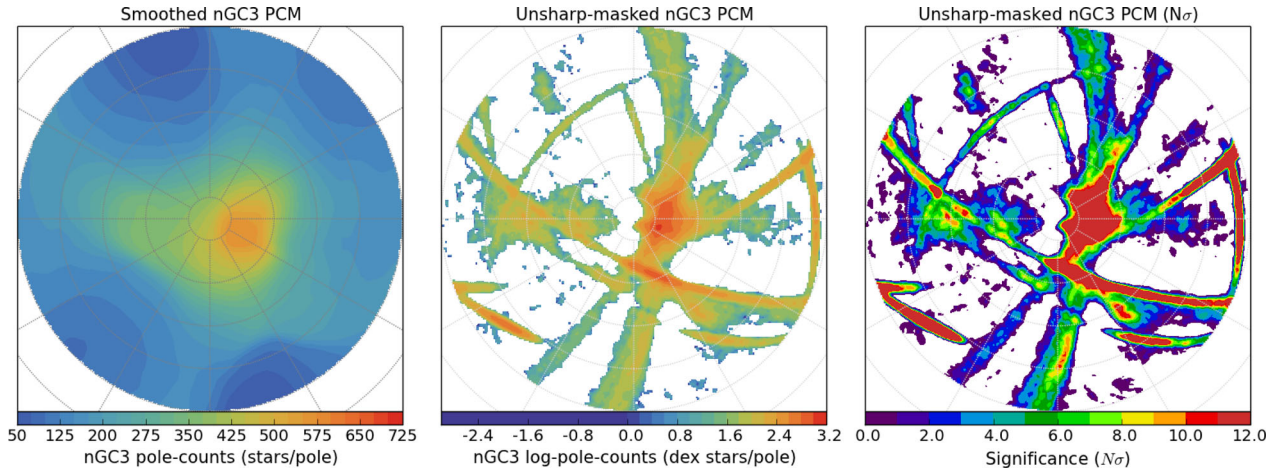 Smoothed nGC3 PCM
Unsharp-masked nGC3 PCM
Unsharp-masked nGC3 PCM (Nσ)
50 125 200 275 350 425 500 575 650 725
-2.4 -1.6 -0.8 0.0 0.8 1.6 2.4 3.2
0.0 2.0 4.0 6.0 8.0 10.0 12.0
nGC3 pole-counts (stars/pole)
nGC3 log-pole-counts (dex stars/pole)
Significance (Nσ)